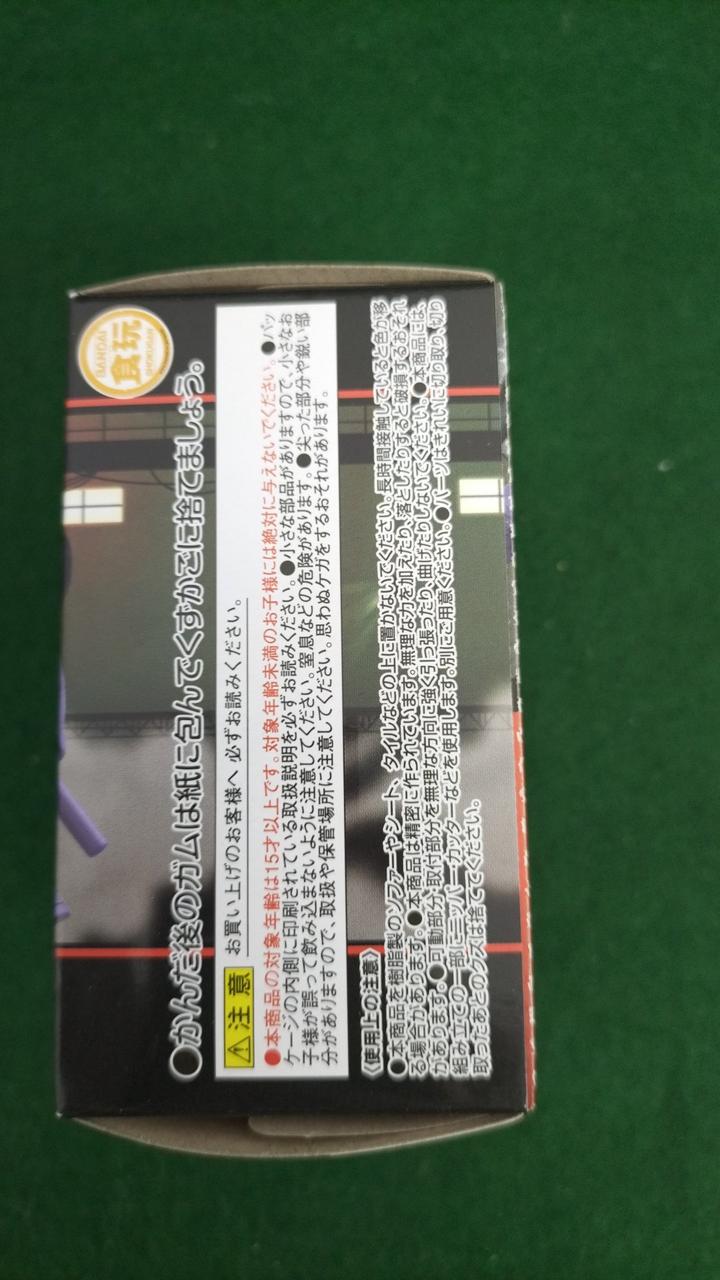 BANDAI
食玩
SHOKUGAN
●かんだ後のガムは紙に包んでくずかごに捨てましょう。
⚠注意 お買い上げのお客様へ 必ずお読みください。
●本商品の対象年齢は15才以上です。対象年齢未満のお子様には絶対に与えないでください。●パッ
ケージの内側に印刷されている取扱説明を必ずお読みください。●小さな部品がありますので、小さなお
子様が誤って飲み込まないように注意してください。窒息などの危険があります。●尖った部分や鋭い部
分がありますので、取扱や保管場所に注意してください。思わぬケガをするおそれがあります。
〈使用上の注意〉
●本商品を樹脂製のソファーやシート、タイルなどの上に置かないでください。長時間接触していると色が移
る場合があります。●本商品は精密に作られています。無理な力を加えたり、落としたりすると破損するおそれ
があります。●可動部分、取付部分を無理な方向に強く引っ張ったり、曲げたりしないでください。●本商品には、
組み立ての一部にニッパー、カッターなどを使用します。別にご用意ください。●パーツはきれいに切り取り、切り
取ったあとのクズは捨ててください。